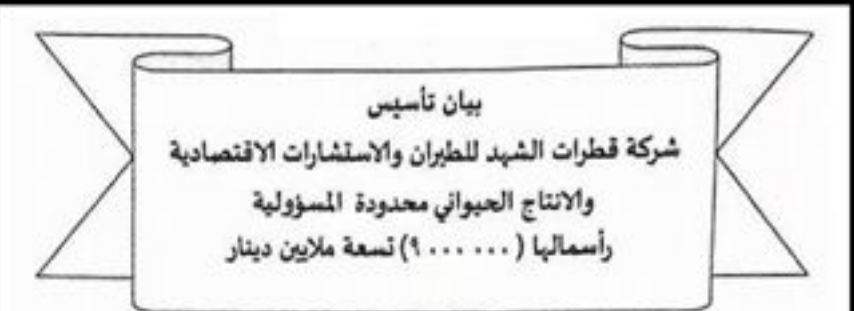 بيان تأسيس
شركة قطرات الشهد للطيران والاستشارات الاقتصادية
والانتاج الحيواني محدودة المسؤولية
رأسمالها (٩٠٠٠٠٠٠) تسعة ملايين دينار